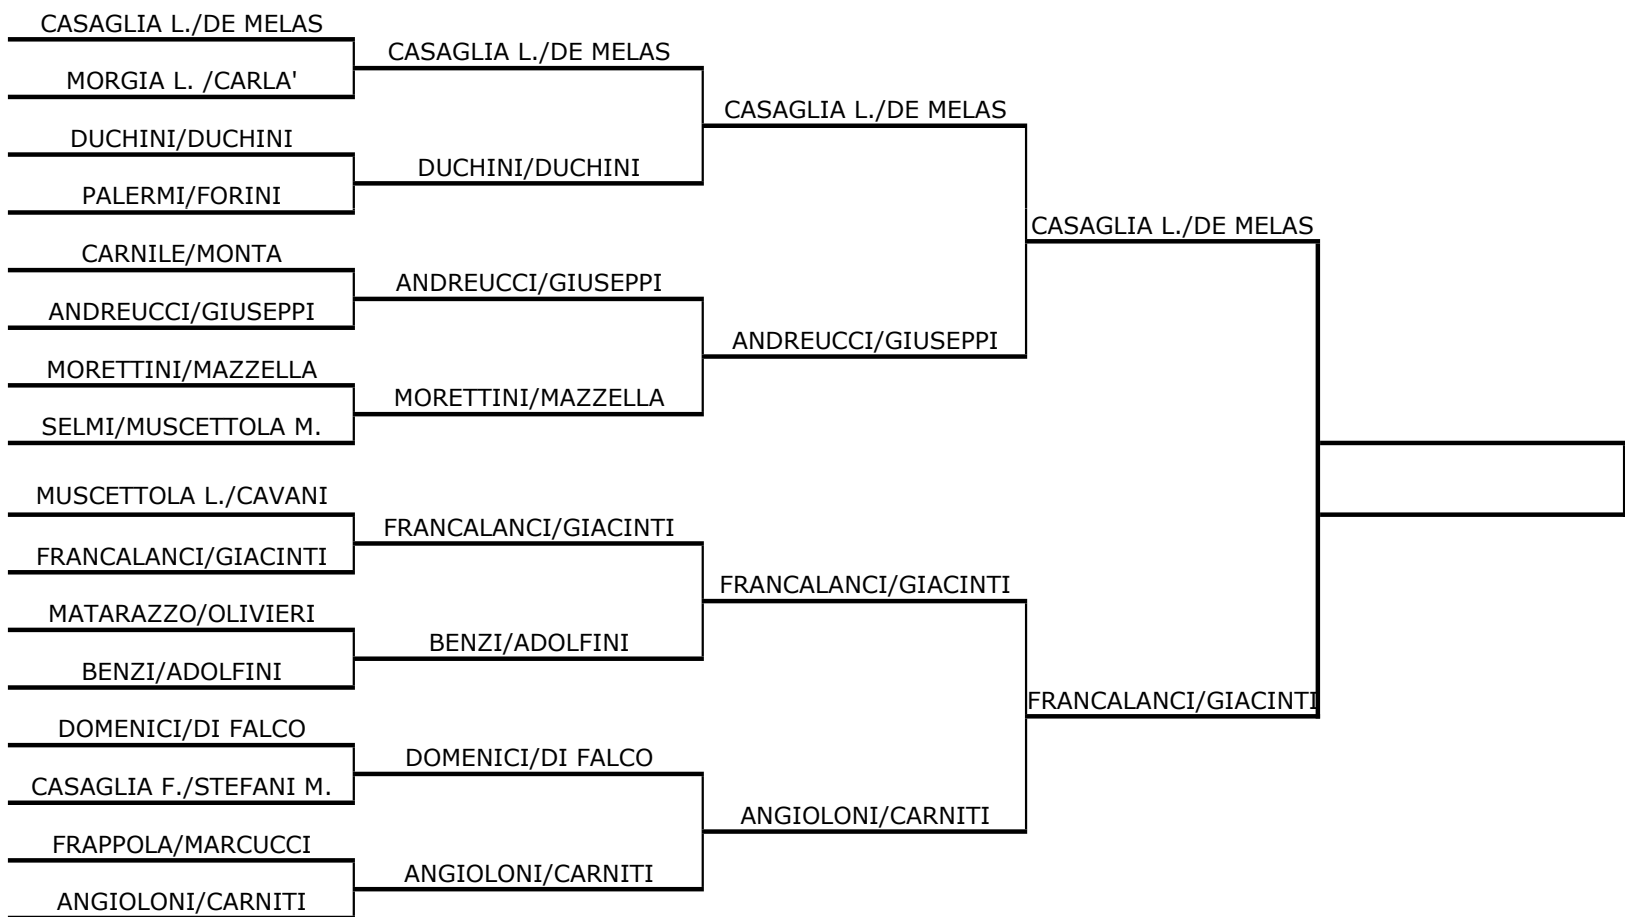 CASAGLIA L./DE MELAS
CASAGLIA L./DE MELAS
MORGIA L. /CARLA'
CASAGLIA L./DE MELAS
DUCHINI/DUCHINI
DUCHINI/DUCHINI
PALERMI/FORINI
CASAGLIA L./DE MELAS
CARNILE/MONTA
ANDREUCCI/GIUSEPPI
ANDREUCCI/GIUSEPPI
ANDREUCCI/GIUSEPPI
MORETTINI/MAZZELLA
MORETTINI/MAZZELLA
SELMI/MUSCETTOLA M.
MUSCETTOLA L./CAVANI
FRANCALANCI/GIACINTI
FRANCALANCI/GIACINTI
FRANCALANCI/GIACINTI
MATARAZZO/OLIVIERI
BENZI/ADOLFINI
BENZI/ADOLFINI
FRANCALANCI/GIACINTI
DOMENICI/DI FALCO
DOMENICI/DI FALCO
CASAGLIA F./STEFANI M.
ANGIOLONI/CARNITI
FRAPPOLA/MARCUCCI
ANGIOLONI/CARNITI
ANGIOLONI/CARNITI